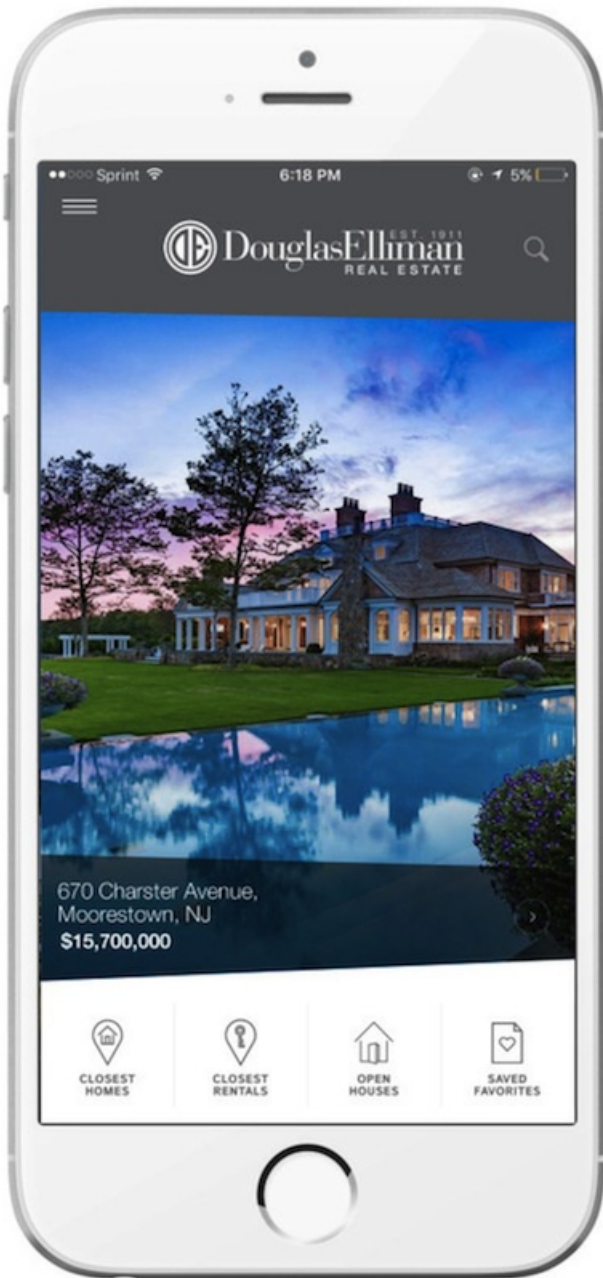 Sprint 6:18 PM 5%
EST. 1911
DouglasElliman
REAL ESTATE
670 Charster Avenue,
Moorestown, NJ
$15,700,000
CLOSEST
HOMES
CLOSEST
RENTALS
OPEN
HOUSES
SAVED
FAVORITES